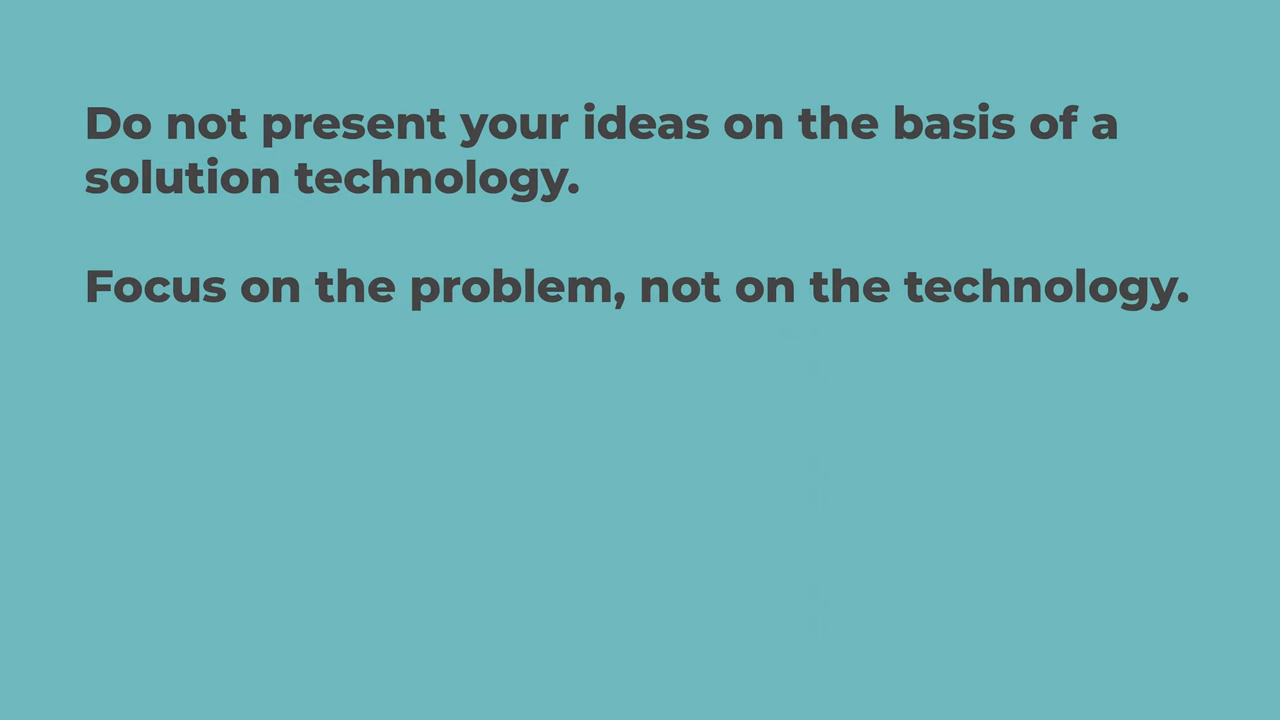 Do not present your ideas on the basis of a
solution technology.
Focus on the problem, not on the technology.